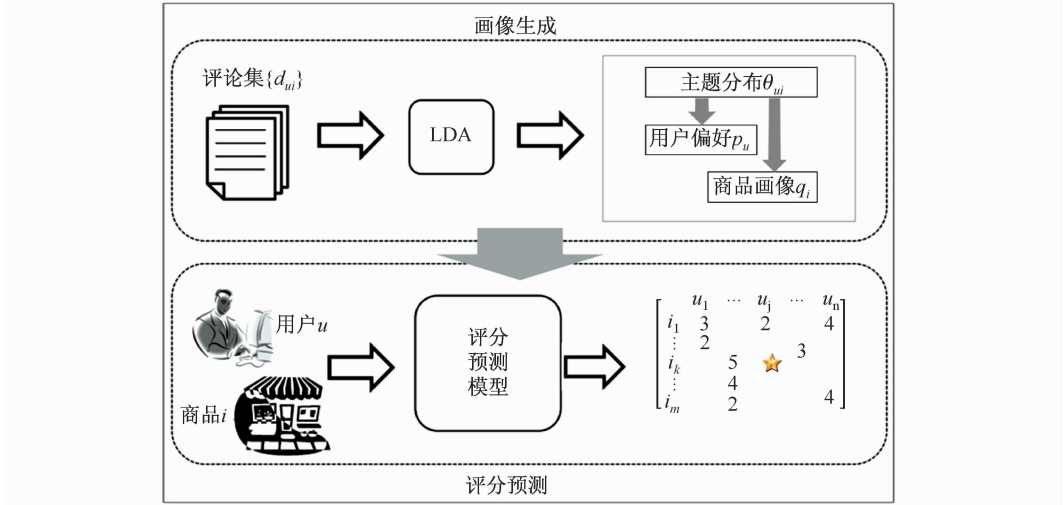 画像生成
评论集{d_ui}
LDA
主题分布θ_ui
用户偏好p_u
商品画像q_i
用户u
商品i
评分
预测
模型
u_1 … u_j … u_n
i_1 3 2 4
⋮ 2
i_k 5 3
⋮ 4
i_m 2 4
评分预测